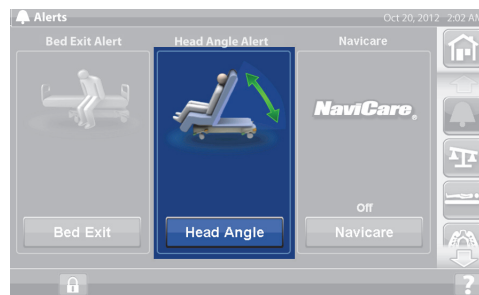 Alerts
Oct 20, 2012 2:02 AM
Bed Exit Alert
Head Angle Alert
Navicare
NaviCare®
Off
Bed Exit
Head Angle
Navicare
?